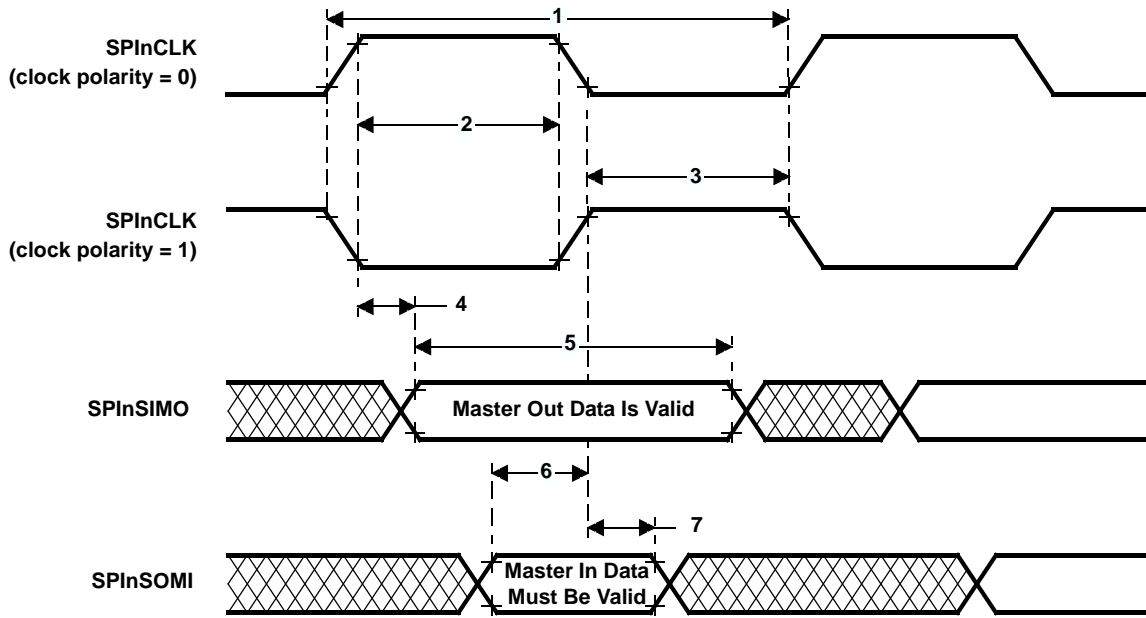 1
SPInCLK
(clock polarity = 0)
2
3
SPInCLK
(clock polarity = 1)
4
5
SPInSIMO
Master Out Data Is Valid
6
7
SPInSOMI
Master In Data
Must Be Valid